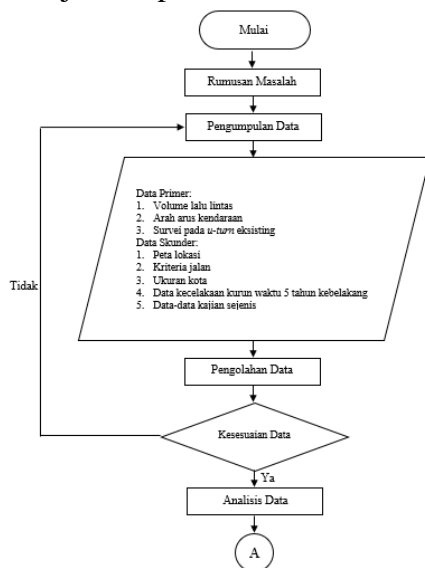 Mulai
Rumusan Masalah
Pengumpulan Data
Data Primer:
1. Volume lalu lintas
2. Arah arus kendaraan
3. Survei pada u-turn eksisting
Data Skunder:
1. Peta lokasi
2. Kriteria jalan
3. Ukuran kota
4. Data kecelakaan kurun waktu 5 tahun kebelakang
5. Data-data kajian sejenis
Tidak
Pengolahan Data
Kesesuaian Data
Ya
Analisis Data
A